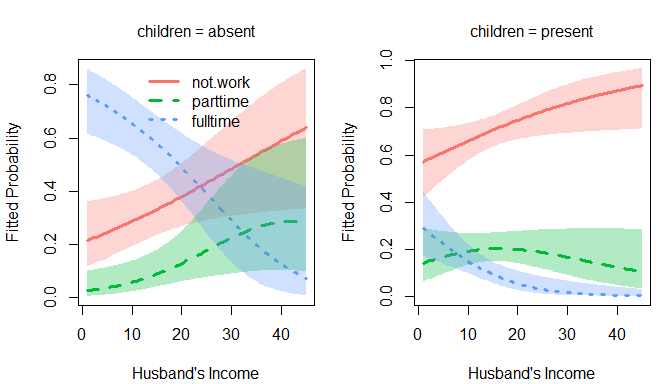 children = absent
Fitted Probability
0.0 0.2 0.4 0.6 0.8
not.work
parttime
fulltime
0 10 20 30 40
Husband's Income
children = present
Fitted Probability
0.0 0.2 0.4 0.6 0.8 1.0
0 10 20 30 40
Husband's Income